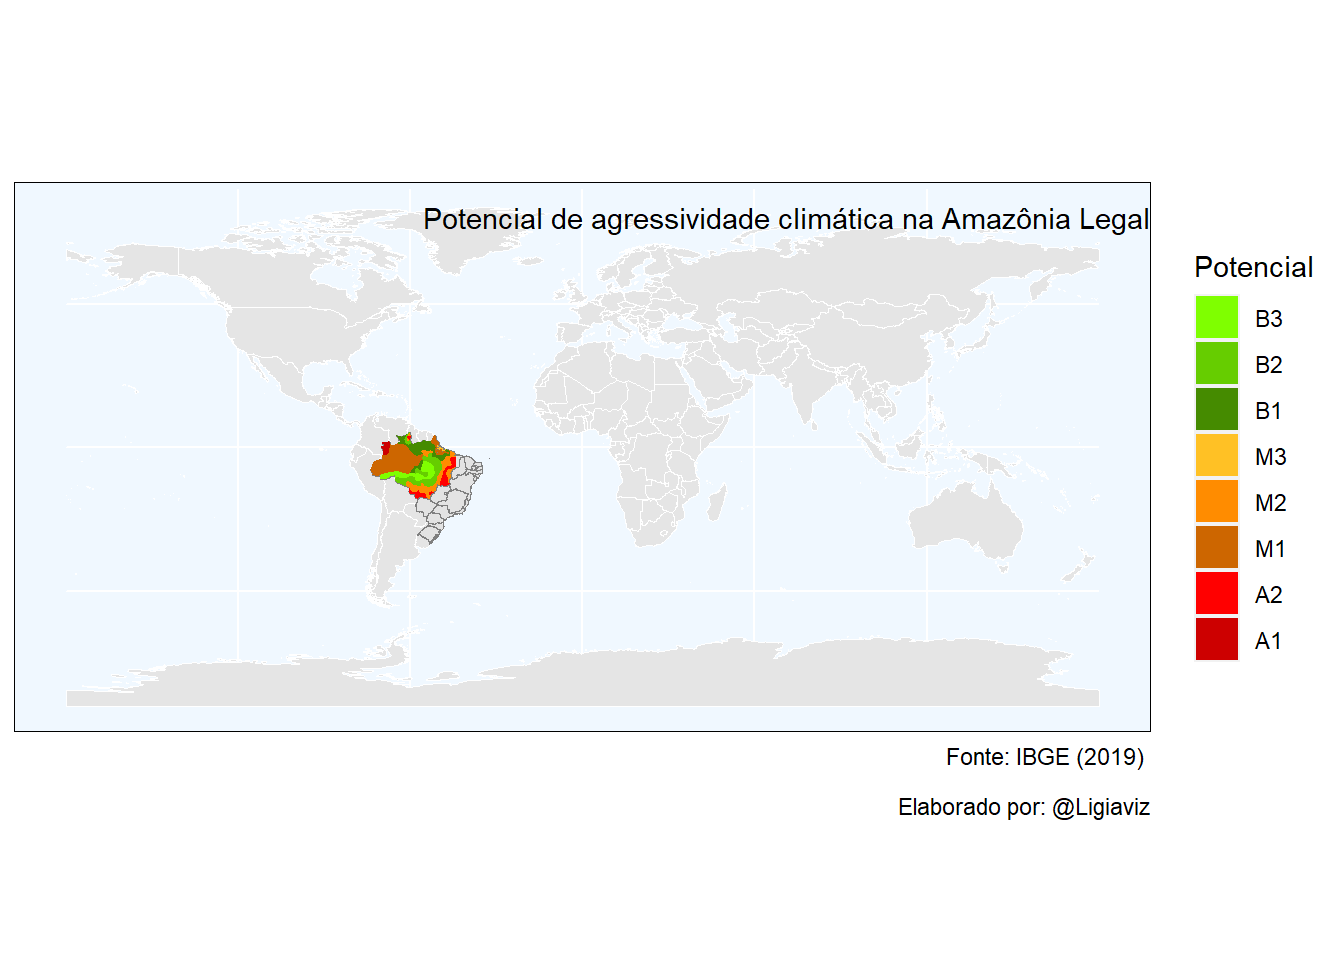 Potencial de agressividade climática na Amazônia Legal
Potencial
B3
B2
B1
M3
M2
M1
A2
A1
Fonte: IBGE (2019)
Elaborado por: @Ligiaviz